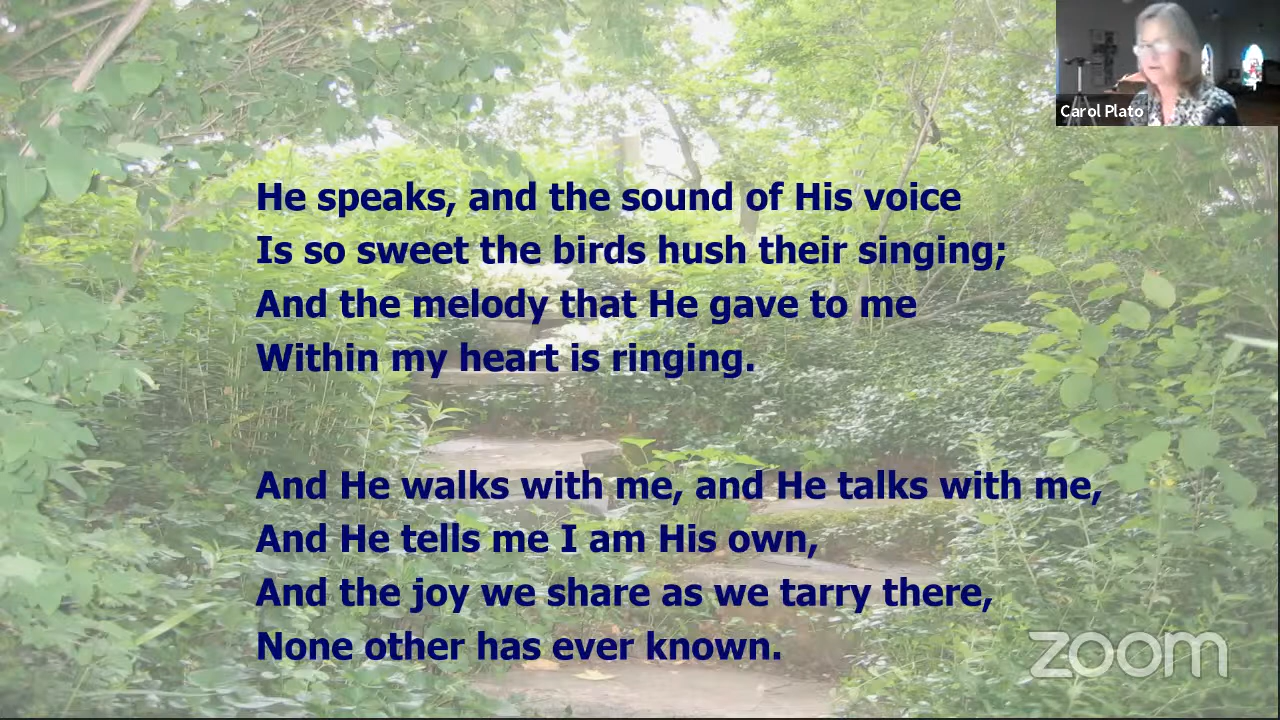 Carol Plato
He speaks, and the sound of His voice
Is so sweet the birds hush their singing;
And the melody that He gave to me
Within my heart is ringing.
And He walks with me, and He talks with me,
And He tells me I am His own,
And the joy we share as we tarry there,
None other has ever known.
zoom